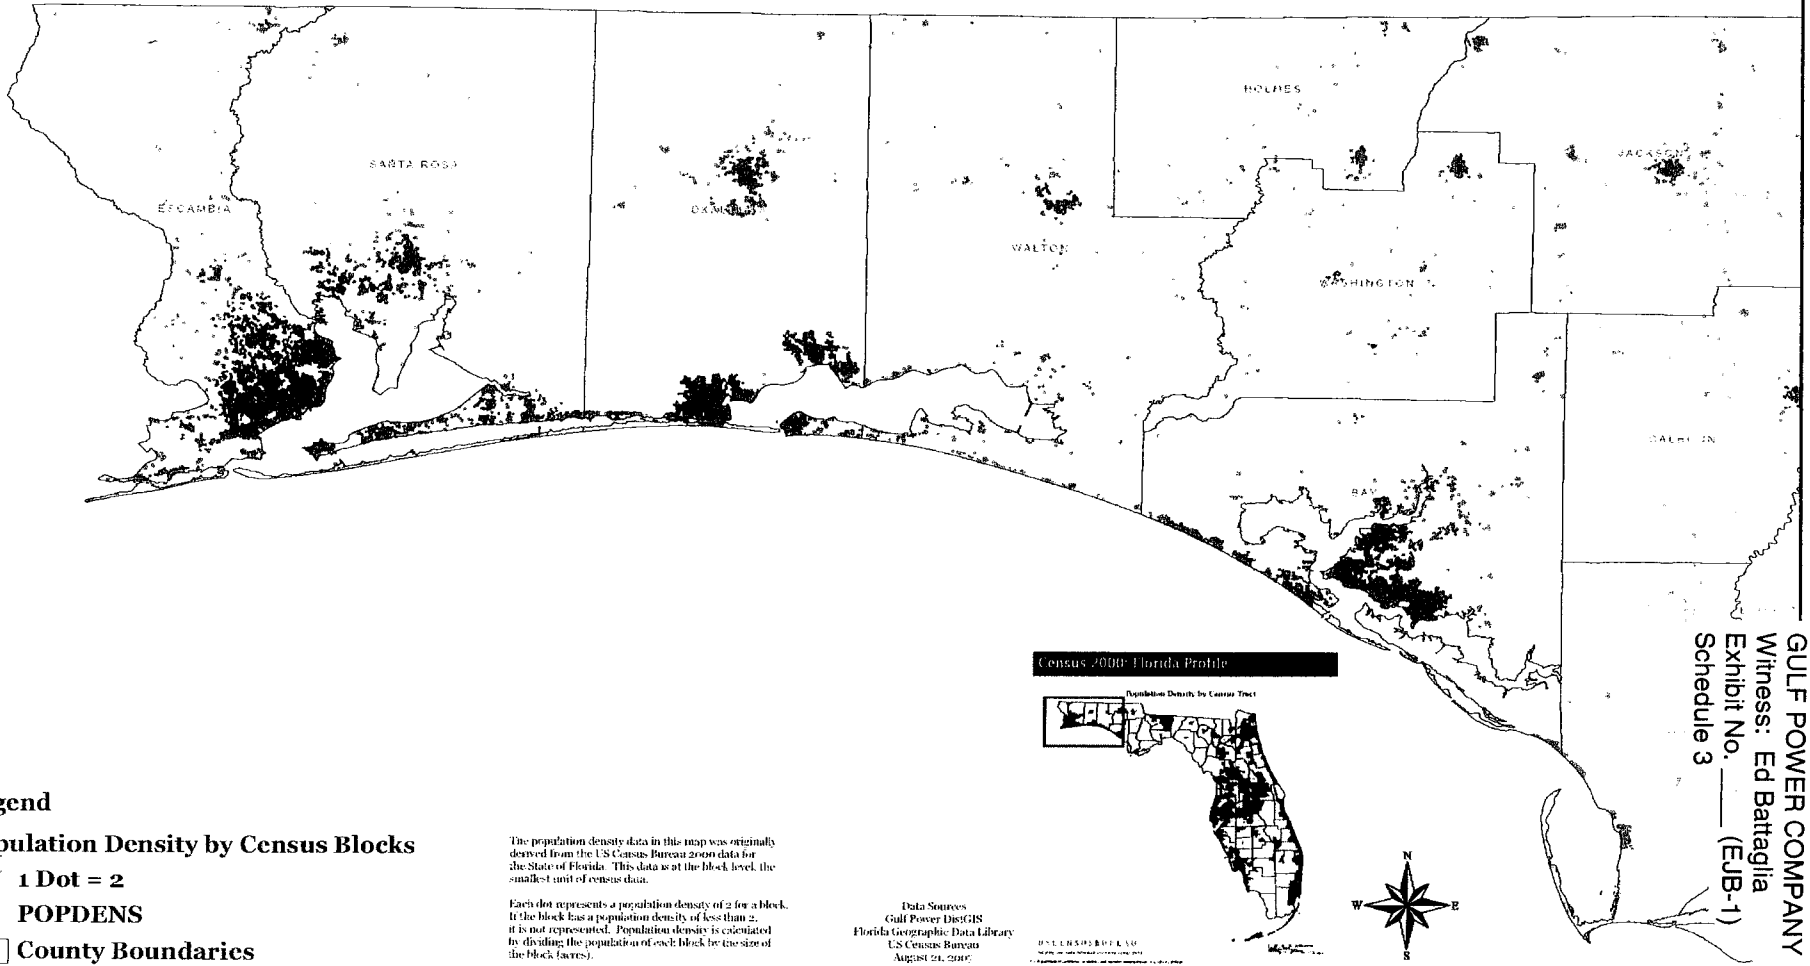 HOLMES
SANTA ROSA
JACKSON
ESCAMBIA
WALTON
WASHINGTON
BAY
GULF POWER COMPANY
Witness: Ed Battaglia
Exhibit No. ____ (EJB-1)
Schedule 3
Census 2000: Florida Profile
Population Density by Census Tract
gend
pulation Density by Census Blocks
1 Dot = 2
POPDENS
County Boundaries
The population density data in this map was originally
derived from the US Census Bureau 2000 data for
the State of Florida. This data is at the block level, the
smallest unit of census data.
Each dot represents a population density of 2 for a block.
If the block has a population density of less than 2,
it is not represented. Population density is calculated
by dividing the population of each block by the size of
the block (acres).
Data Sources
Gulf Power DistGIS
Florida Geographic Data Library
US Census Bureau
August 21, 2007
N
W E
S